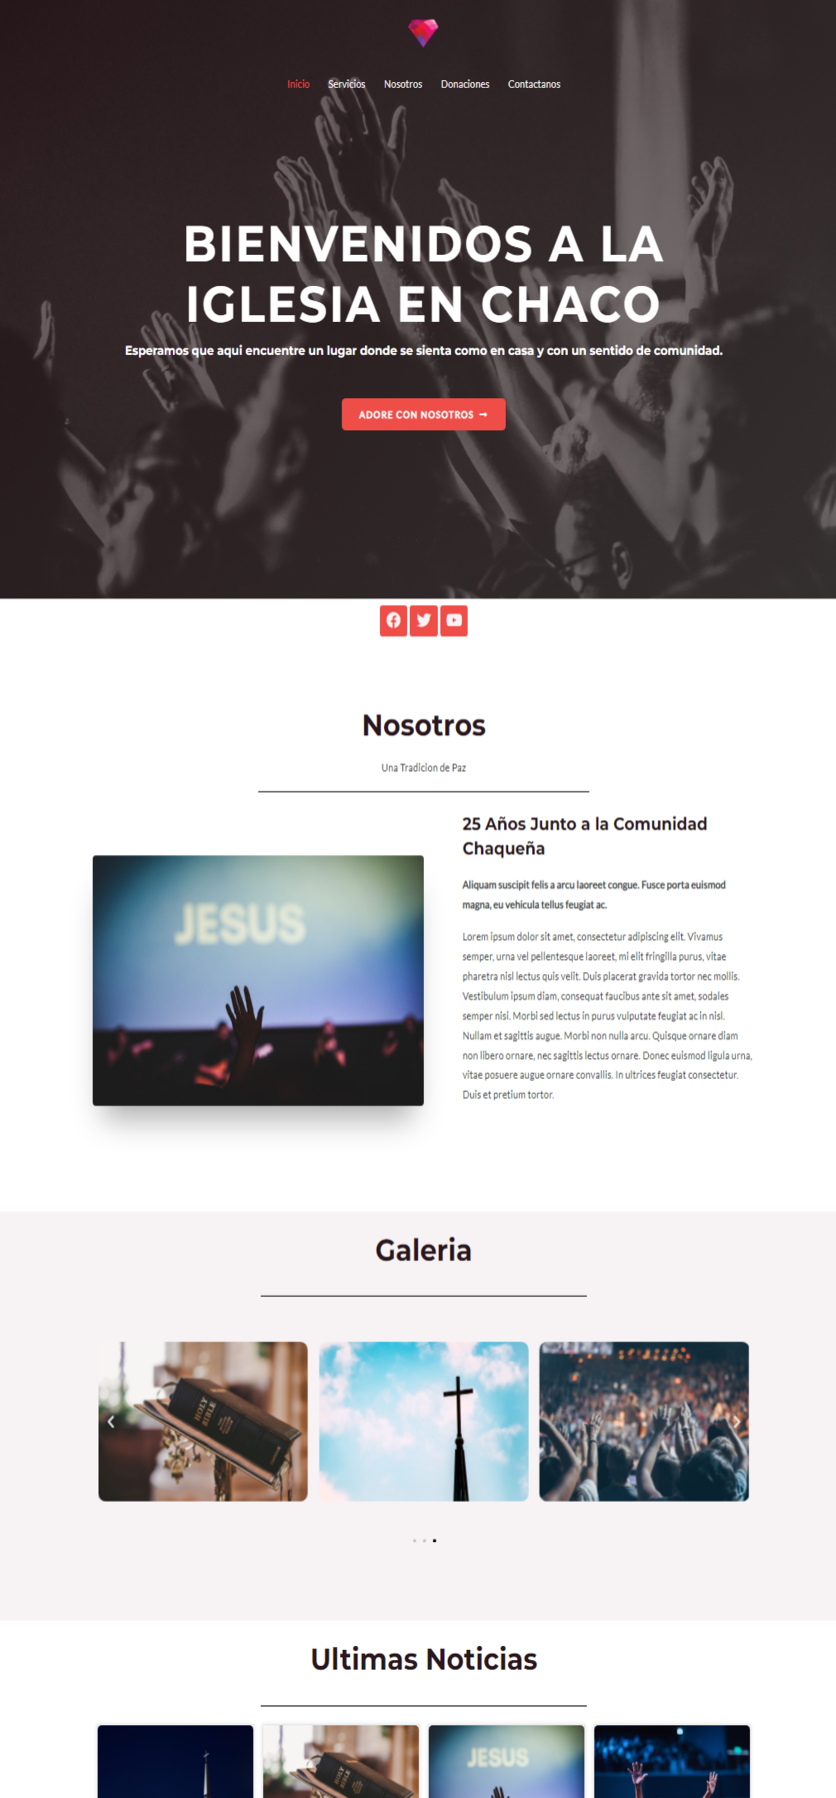 Inicio Servicios Nosotros Donaciones Contactanos
BIENVENIDOS A LA
IGLESIA EN CHACO
Esperamos que aqui encuentre un lugar donde se sienta como en casa y con un sentido de comunidad.
ADORE CON NOSOTROS →
Nosotros
Una Tradicion de Paz
25 Años Junto a la Comunidad
Chaqueña
Aliquam suscipit felis a arcu laoreet congue. Fusce porta euismod
magna, eu vehicula tellus feugiat ac.
Lorem ipsum dolor sit amet, consectetur adipiscing elit. Vivamus
semper, urna vel pellentesque laoreet, mi elit fringilla purus, vitae
pharetra nisl lectus quis velit. Duis placerat gravida tortor nec mollis.
Vestibulum ipsum diam, consequat faucibus ante sit amet, sodales
semper nisi. Morbi sed lectus in purus vulputate feugiat ac in nisl.
Nullam et sagittis augue. Morbi non nulla arcu. Quisque ornare diam
non libero ornare, nec sagittis lectus ornare. Donec euismod ligula urna,
vitae posuere augue ornare convallis. In ultrices feugiat consectetur.
Duis et pretium tortor.
JESUS
Galeria
HOLY
BIBLE
Ultimas Noticias
HOLY
BIBLE
JESUS